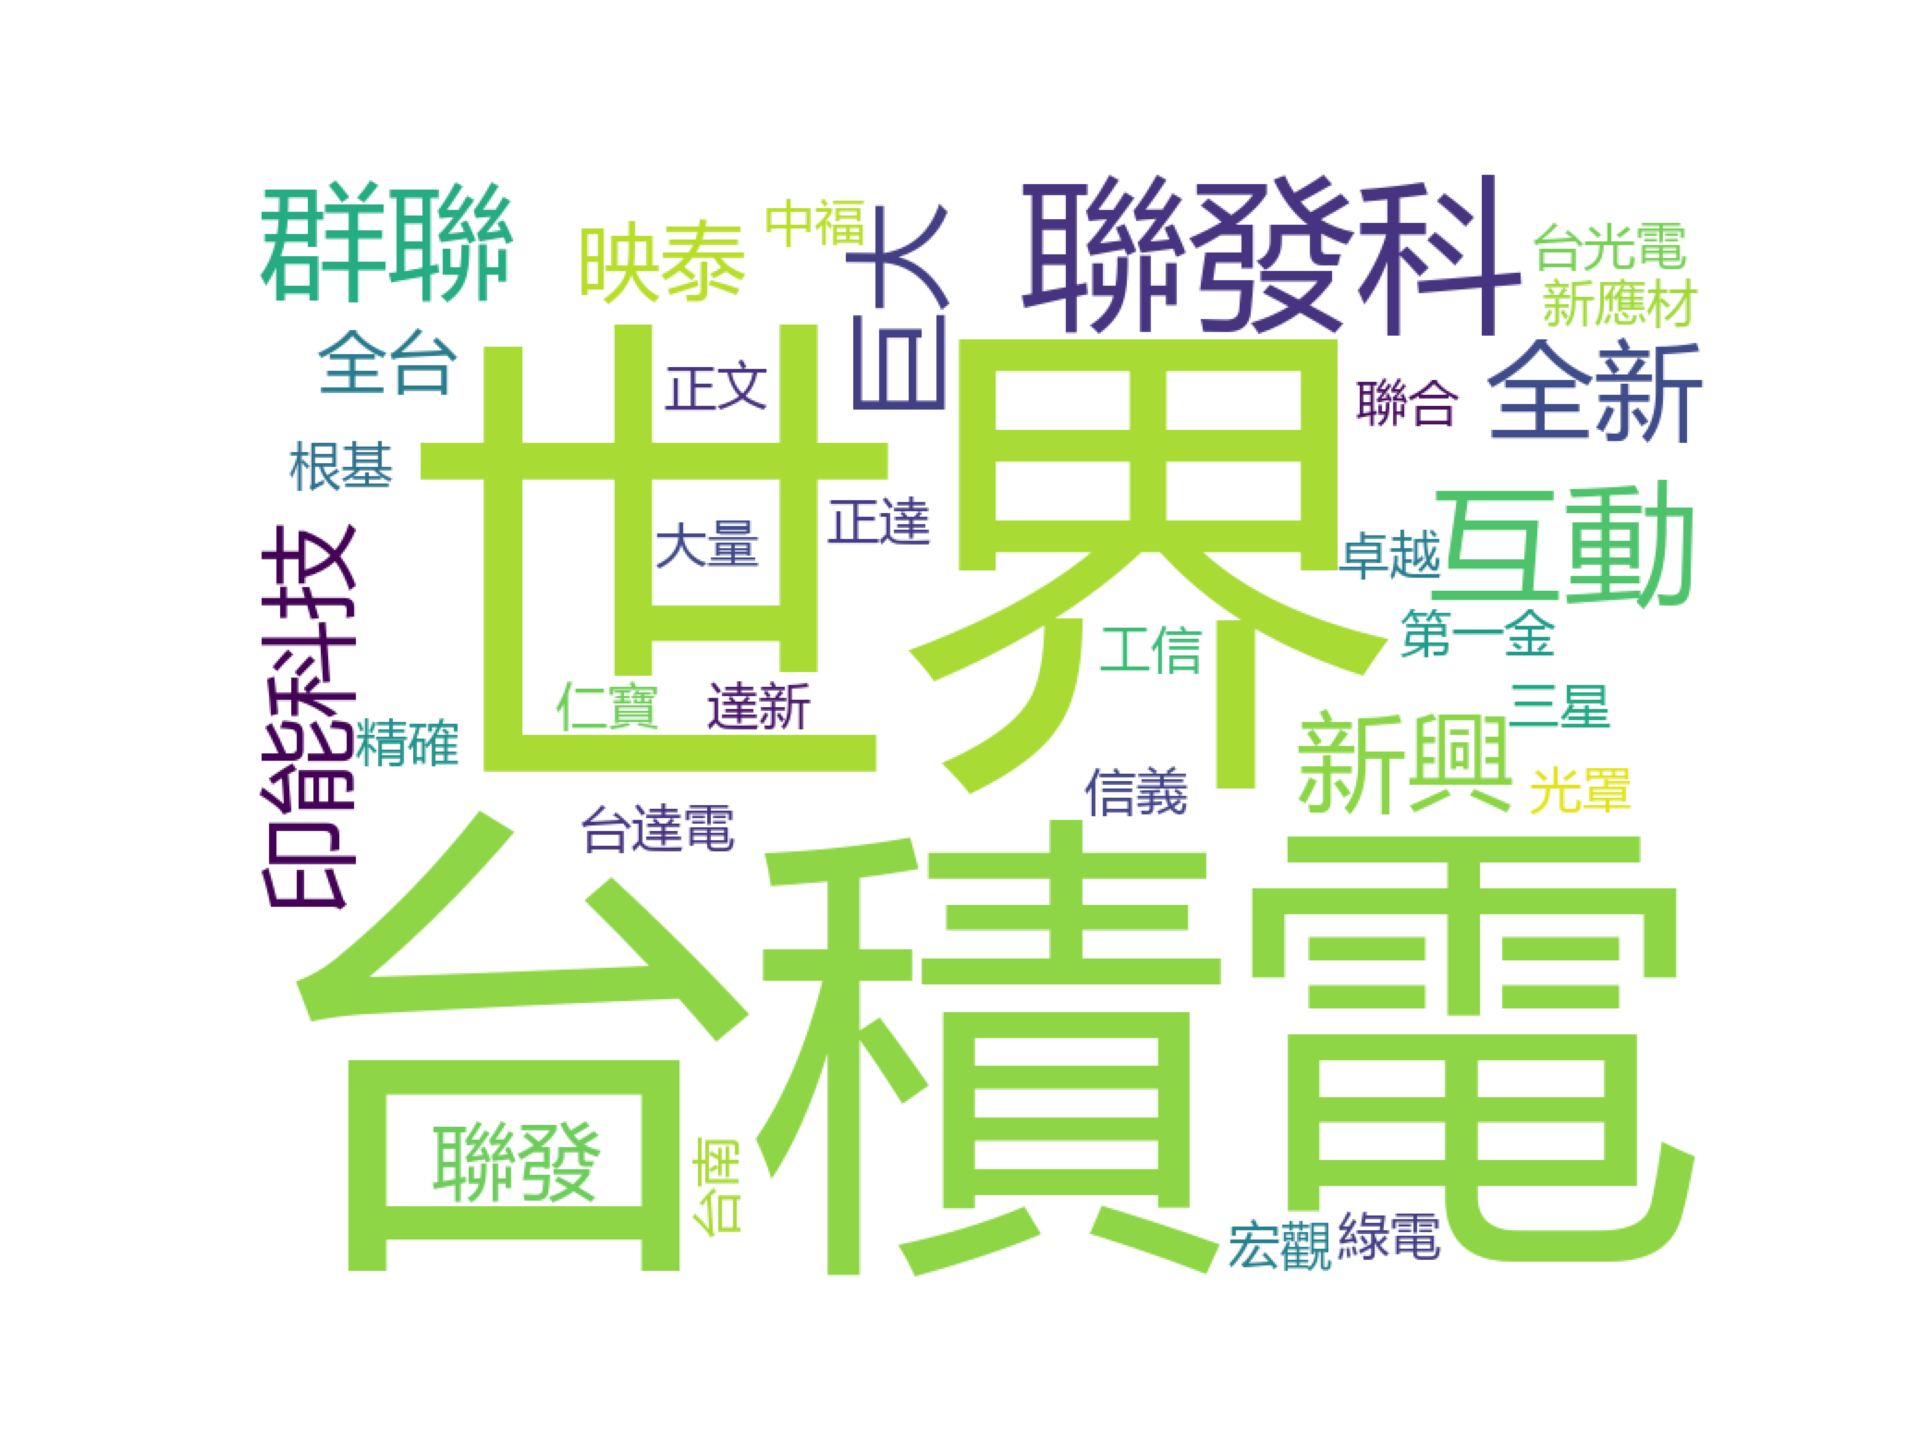 群聯
映泰
中福
巨大
聯發科
台光電
新應材
全台
正文
世界
聯合
全新
根基
大量
正達
卓越
互動
印能科技
工信
第一金
仁寶
達新
三星
精確
新興
信義
光罩
台達電
台積電
聯發
台南
宏觀
綠電